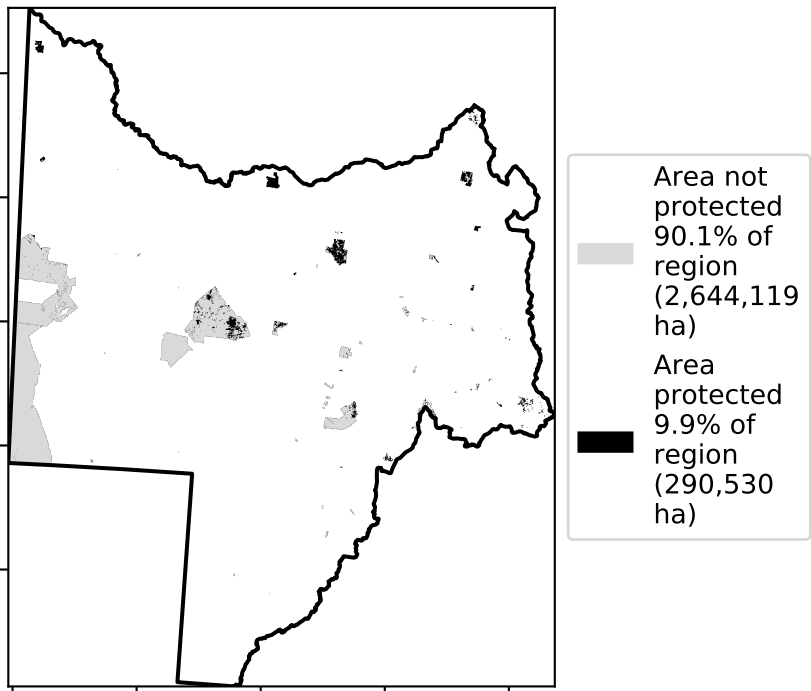 Area not
protected
90.1% of
region
(2,644,119
ha)
Area
protected
9.9% of
region
(290,530
ha)